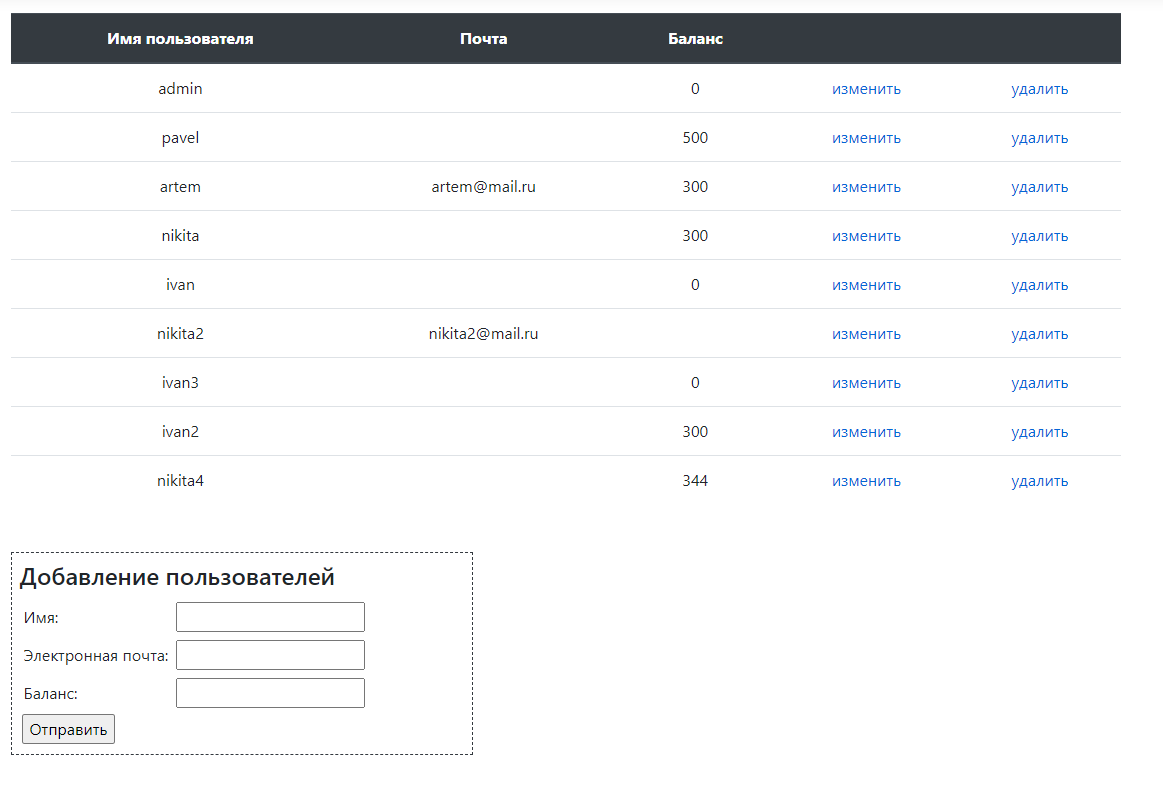 Имя пользователя Почта Баланс
admin 0 изменить удалить
pavel 500 изменить удалить
artem artem@mail.ru 300 изменить удалить
nikita 300 изменить удалить
ivan 0 изменить удалить
nikita2 nikita2@mail.ru изменить удалить
ivan3 0 изменить удалить
ivan2 300 изменить удалить
nikita4 344 изменить удалить
Добавление пользователей
Имя:
Электронная почта:
Баланс:
Отправить